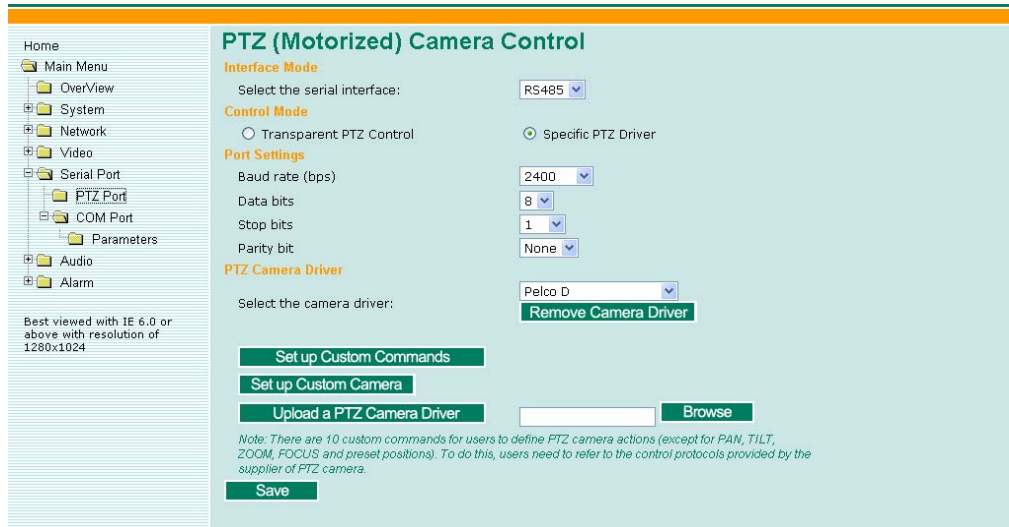 Home
Main Menu
OverView
System
Network
Video
Serial Port
PTZ Port
COM Port
Parameters
Audio
Alarm
Best viewed with IE 6.0 or
above with resolution of
1280x1024
PTZ (Motorized) Camera Control
Interface Mode
Select the serial interface: RS485
Control Mode
Transparent PTZ Control Specific PTZ Driver
Port Settings
Baud rate (bps) 2400
Data bits 8
Stop bits 1
Parity bit None
PTZ Camera Driver
Select the camera driver: Pelco D
Remove Camera Driver
Set up Custom Commands
Set up Custom Camera
Upload a PTZ Camera Driver Browse
Note: There are 10 custom commands for users to define PTZ camera actions (except for PAN, TILT,
ZOOM, FOCUS and preset positions). To do this, users need to refer to the control protocols provided by the
supplier of PTZ camera.
Save